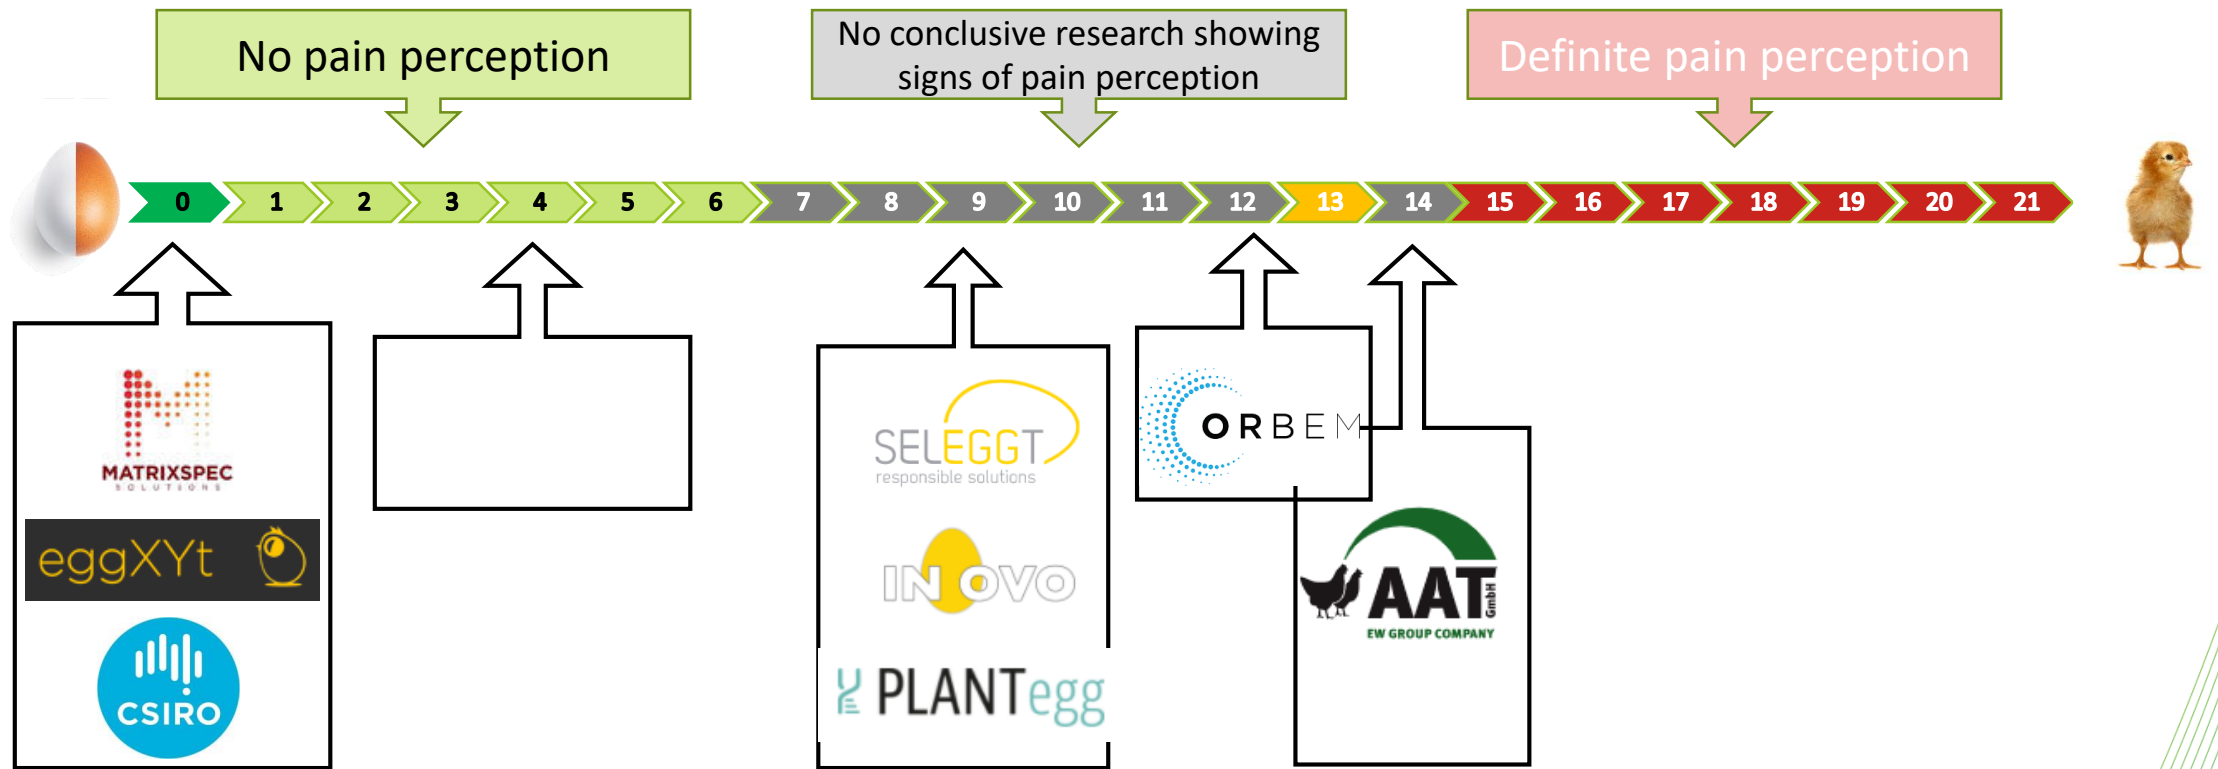 No pain perception
No conclusive research showing
signs of pain perception
Definite pain perception
0 1 2 3 4 5 6 7 8 9 10 11 12 13 14 15 16 17 18 19 20 21
MATRIXSPEC
SOLUTIONS
eggXYt
CSIRO
SELEGGT
responsible solutions
IN OVO
PLANTegg
ORBEM
AAT
GmbH
EW GROUP COMPANY